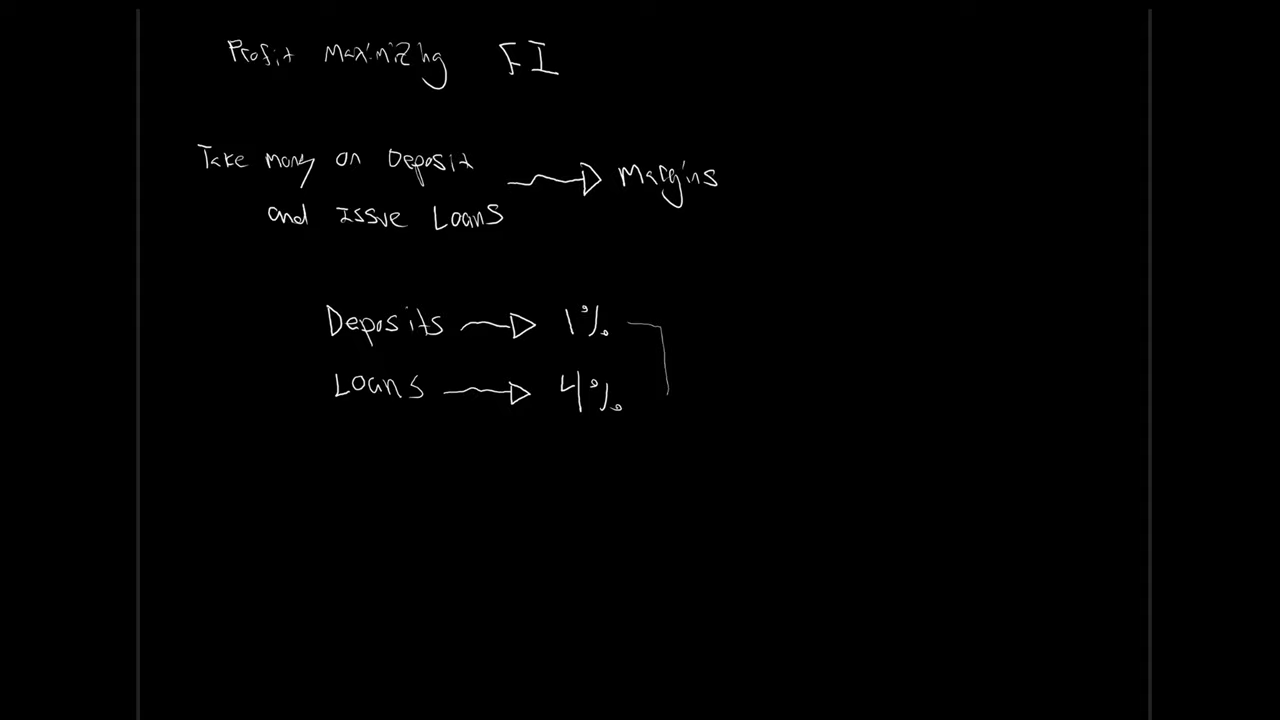 Profit Maximizing FI
Take money on Deposit
and Issue Loans
Margins
Deposits 1%
Loans 4%